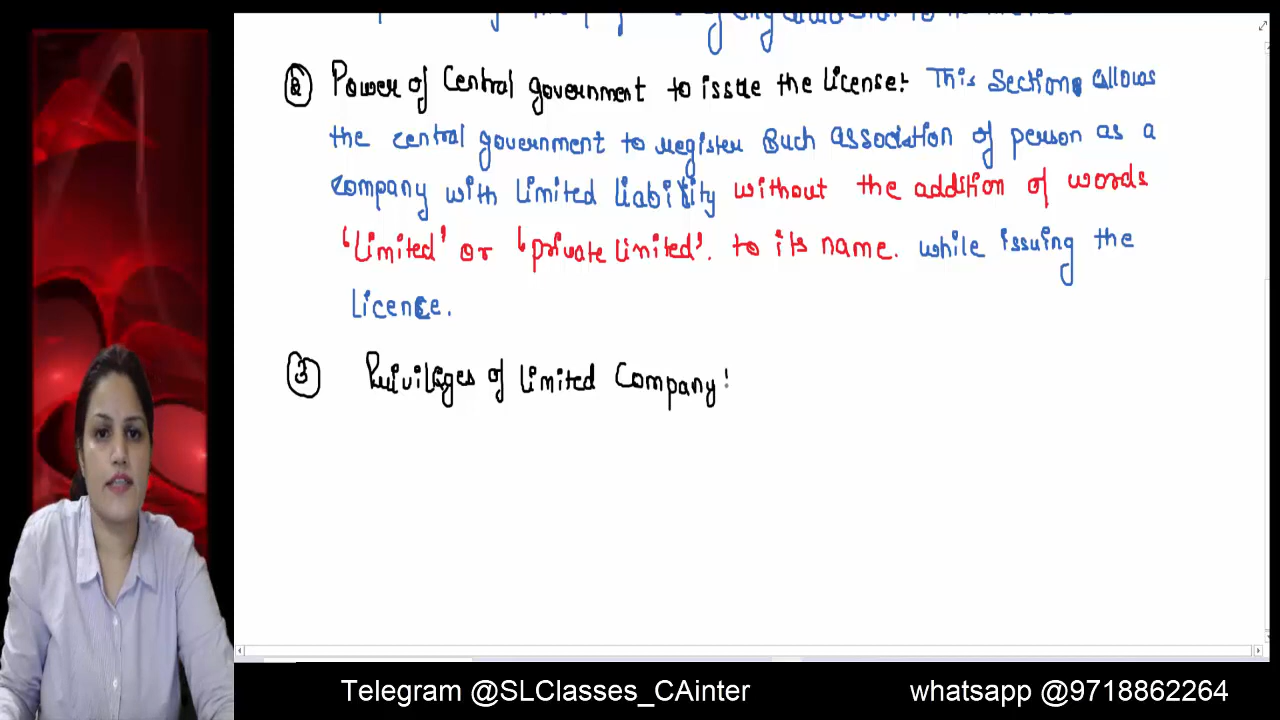 ② Power of Central government to issue the License:- This Section allows
the central government to register Such association of person as a
Company with limited liability without the addition of words
'Limited' or 'private limited'. to its name. while issuing the
licence.
③ Privileges of limited Company:
Telegram @SLClasses_CAinter whatsapp @9718862264